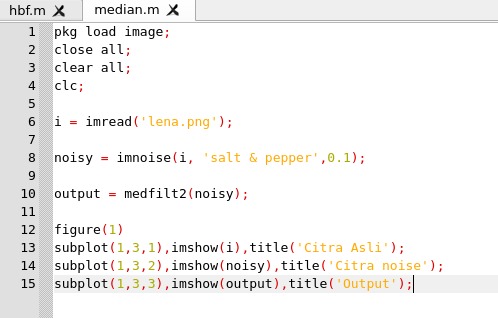 hbf.m median.m
1 pkg load image;
2 close all;
3 clear all;
4 clc;
5
6 i = imread('lena.png');
7
8 noisy = imnoise(i, 'salt & pepper',0.1);
9
10 output = medfilt2(noisy);
11
12 figure(1)
13 subplot(1,3,1),imshow(i),title('Citra Asli');
14 subplot(1,3,2),imshow(noisy),title('Citra noise');
15 subplot(1,3,3),imshow(output),title('Output');